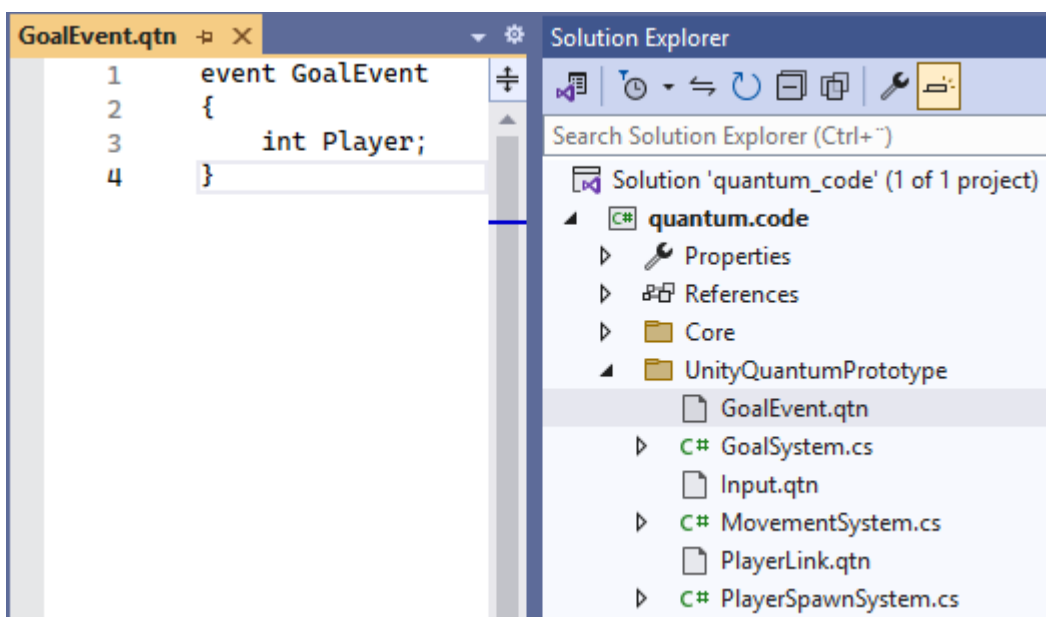 GoalEvent.qtn
1 event GoalEvent
2 {
3 int Player;
4 }
Solution Explorer
Search Solution Explorer (Ctrl+¨)
Solution 'quantum_code' (1 of 1 project)
C# quantum.code
Properties
References
Core
UnityQuantumPrototype
GoalEvent.qtn
C# GoalSystem.cs
Input.qtn
C# MovementSystem.cs
PlayerLink.qtn
C# PlayerSpawnSystem.cs